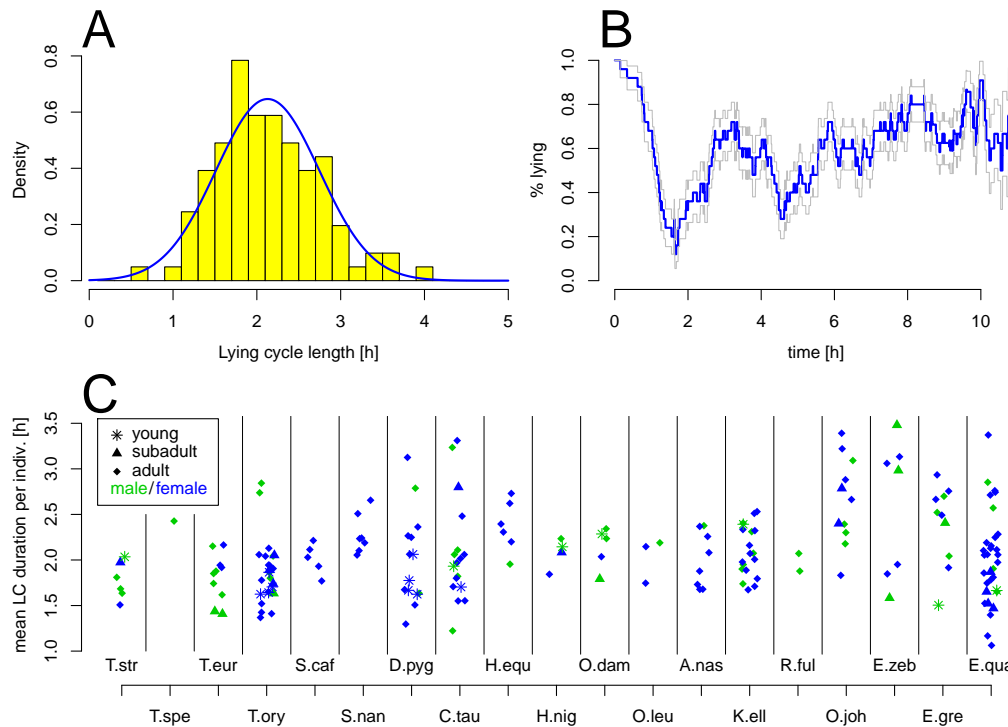 A
B
0.8
0.6
0.4
0.2
0.0
Density
0 1 2 3 4 5
Lying cycle length [h]
1.0
0.8
0.6
0.4
0.2
0.0
% lying
0 2 4 6 8 10
time [h]
C
mean LC duration per indiv. [h]
3.5
3.0
2.5
2.0
1.5
1.0
young
subadult
adult
male/female
T.str T.eur S.caf D.pyg H.equ O.dam A.nas R.ful E.zeb E.qua
T.spe T.ory S.nan C.tau H.nig O.leu K.ell O.joh E.gre